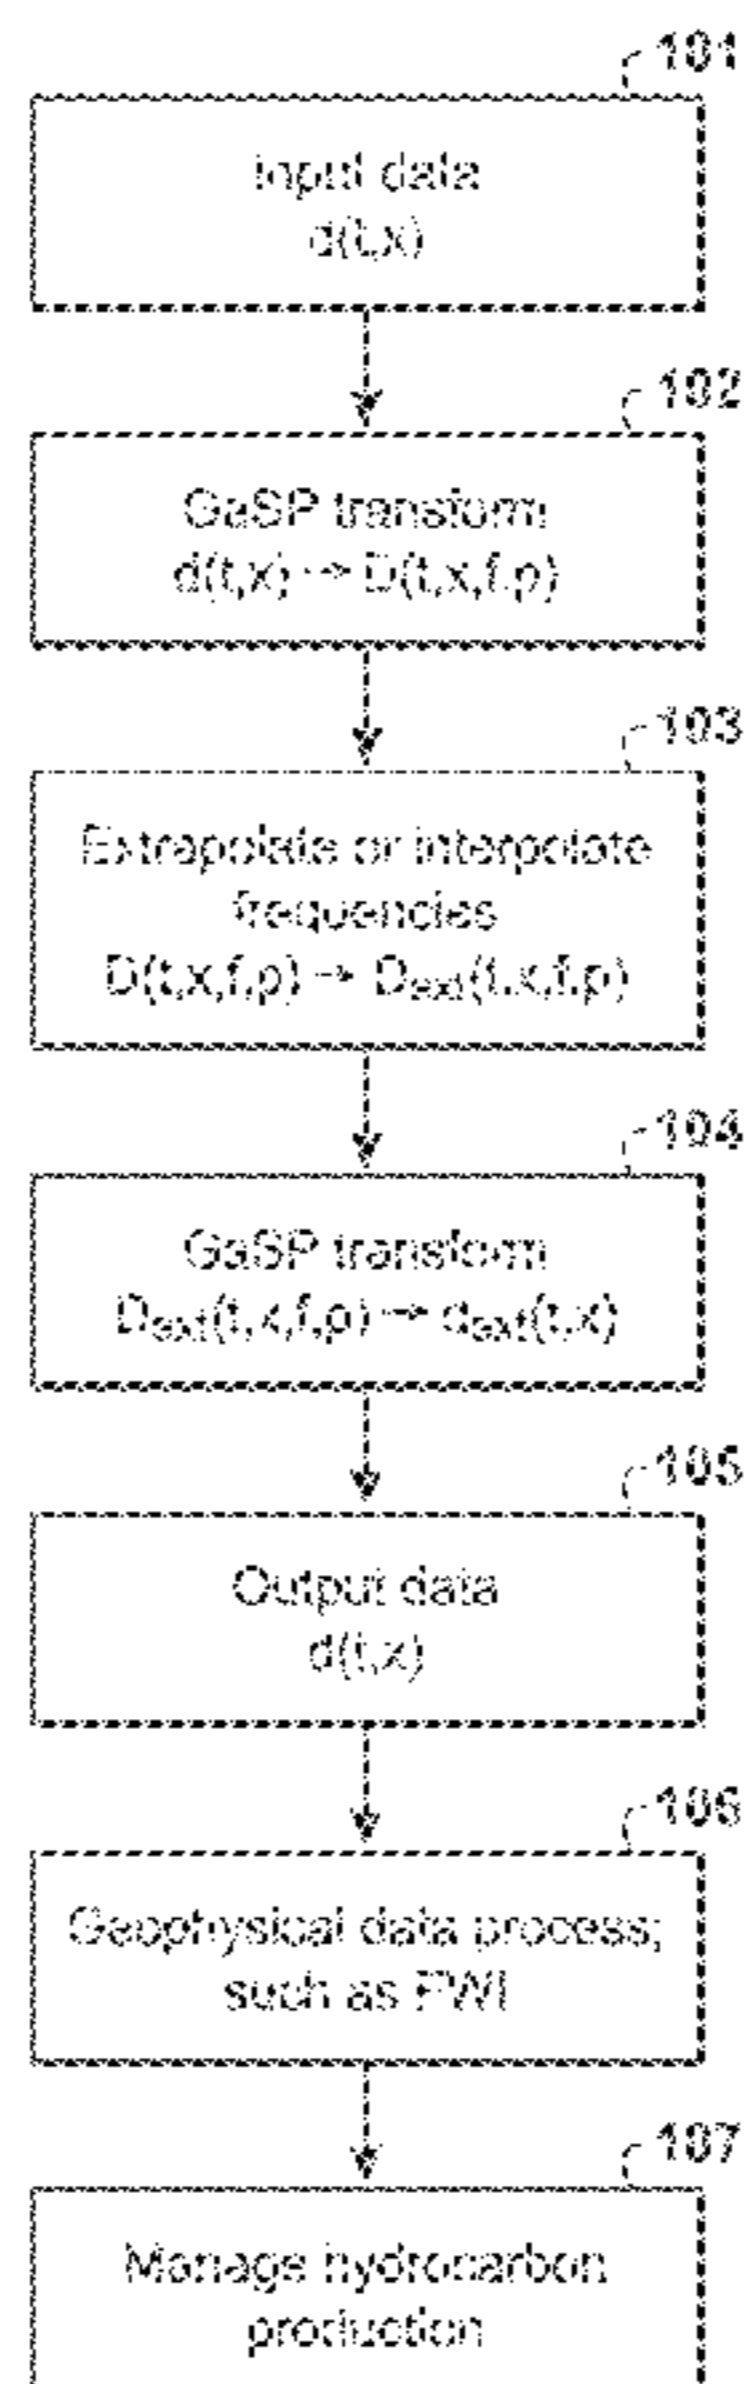 101
Input data
d(t,x)
102
GaSP transform
d(t,x) → D(t,x,f,p)
103
Extrapolate or interpolate
frequencies
D(t,x,f,p) → Dext(t,x,f,p)
104
GaSP transform
Dext(t,x,f,p) → dext(t,x)
105
Output data
d(t,x)
106
Geophysical data process;
such as FWI
107
Manage hydrocarbon
production